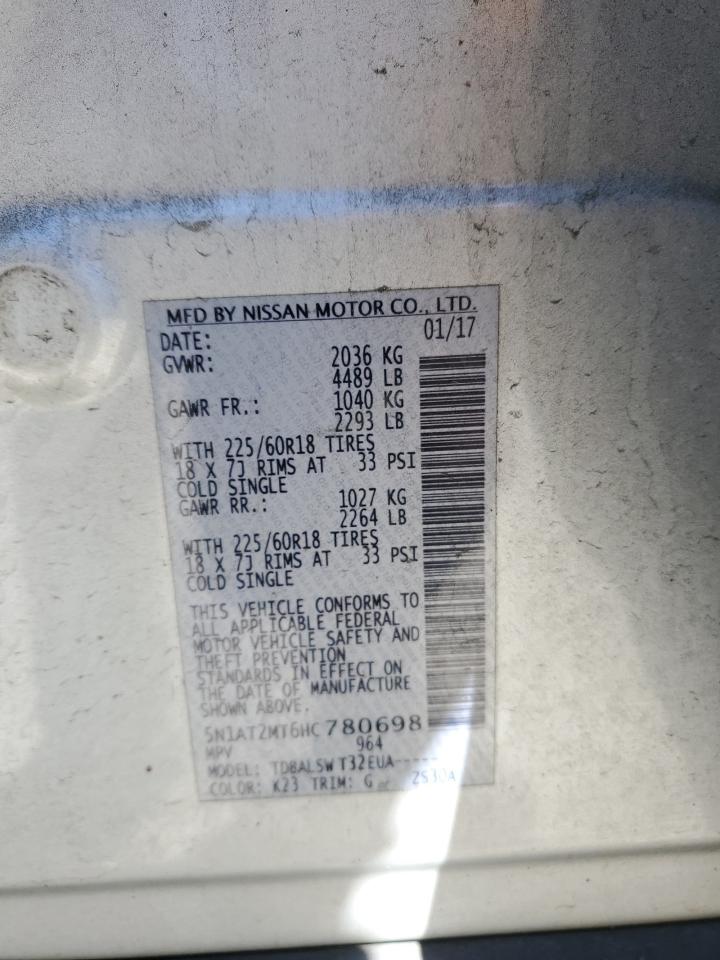 MFD BY NISSAN MOTOR CO., LTD.
DATE: 01/17
GVWR: 2036 KG
4489 LB
GAWR FR.: 1040 KG
2293 LB
WITH 225/60R18 TIRES
18 X 7J RIMS AT 33 PSI
COLD SINGLE
GAWR RR.: 1027 KG
2264 LB
WITH 225/60R18 TIRES
18 X 7J RIMS AT 33 PSI
COLD SINGLE
THIS VEHICLE CONFORMS TO
ALL APPLICABLE FEDERAL
MOTOR VEHICLE SAFETY AND
THEFT PREVENTION
STANDARDS IN EFFECT ON
THE DATE OF MANUFACTURE
SHOWN ABOVE.
5N1AT2MT6HC780698
MPV 964
MODEL: TDBALSW T32EUA-----
COLOR: K23 TRIM: G 2S30A